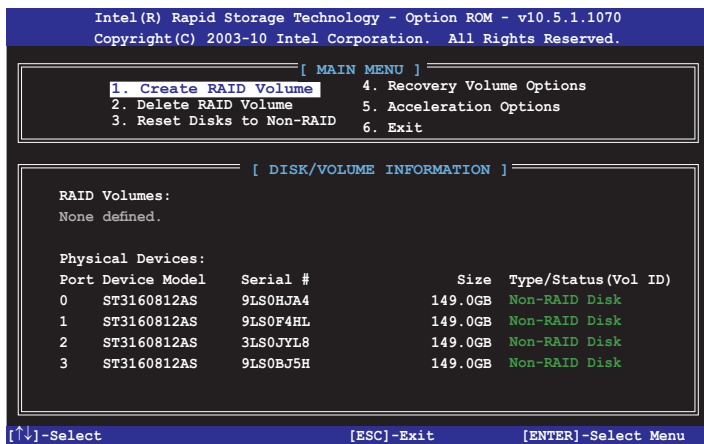 Intel(R) Rapid Storage Technology - Option ROM - v10.5.1.1070
Copyright(C) 2003-10 Intel Corporation. All Rights Reserved.
[ MAIN MENU ]
1. Create RAID Volume
2. Delete RAID Volume
3. Reset Disks to Non-RAID
4. Recovery Volume Options
5. Acceleration Options
6. Exit
[ DISK/VOLUME INFORMATION ]
RAID Volumes:
None defined.
Physical Devices:
Port Device Model Serial # Size Type/Status(Vol ID)
0 ST3160812AS 9LS0HJA4 149.0GB Non-RAID Disk
1 ST3160812AS 9LS0F4HL 149.0GB Non-RAID Disk
2 ST3160812AS 3LS0JYL8 149.0GB Non-RAID Disk
3 ST3160812AS 9LS0BJ5H 149.0GB Non-RAID Disk
[↑↓]-Select [ESC]-Exit [ENTER]-Select Menu